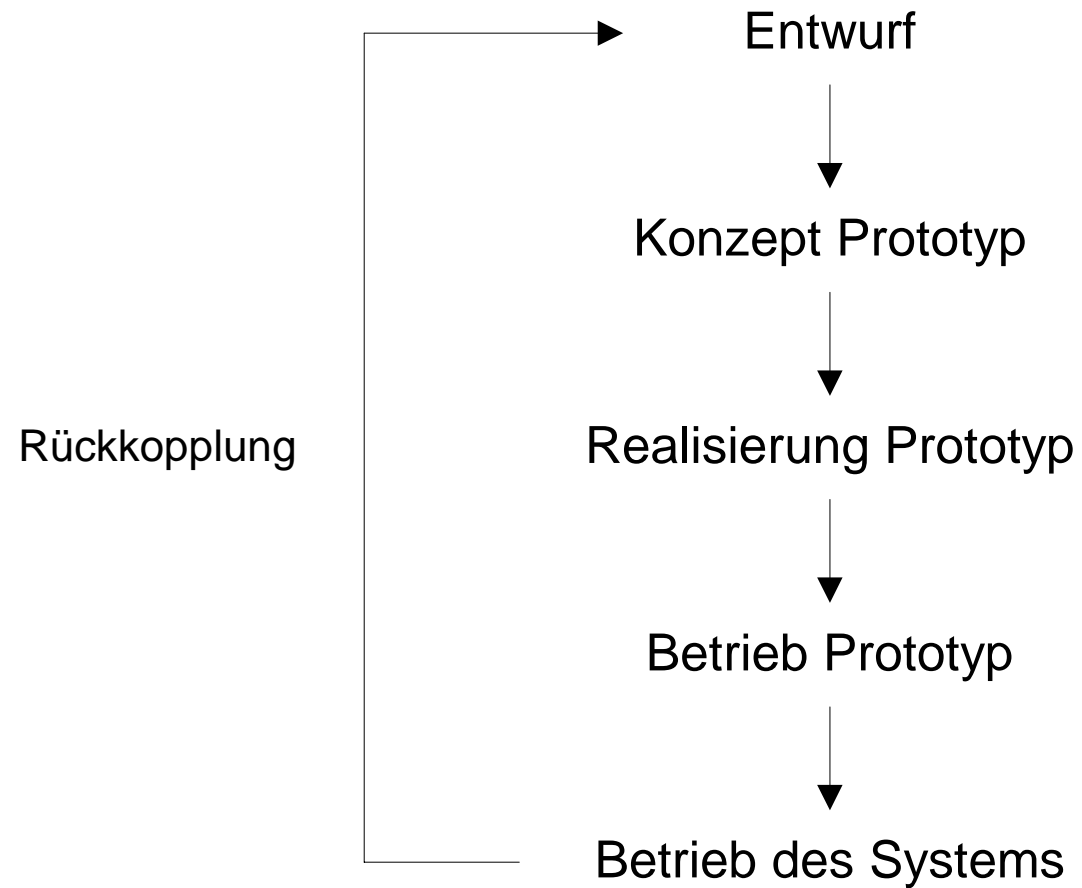 Entwurf
Konzept Prototyp
Rückkopplung
Realisierung Prototyp
Betrieb Prototyp
Betrieb des Systems